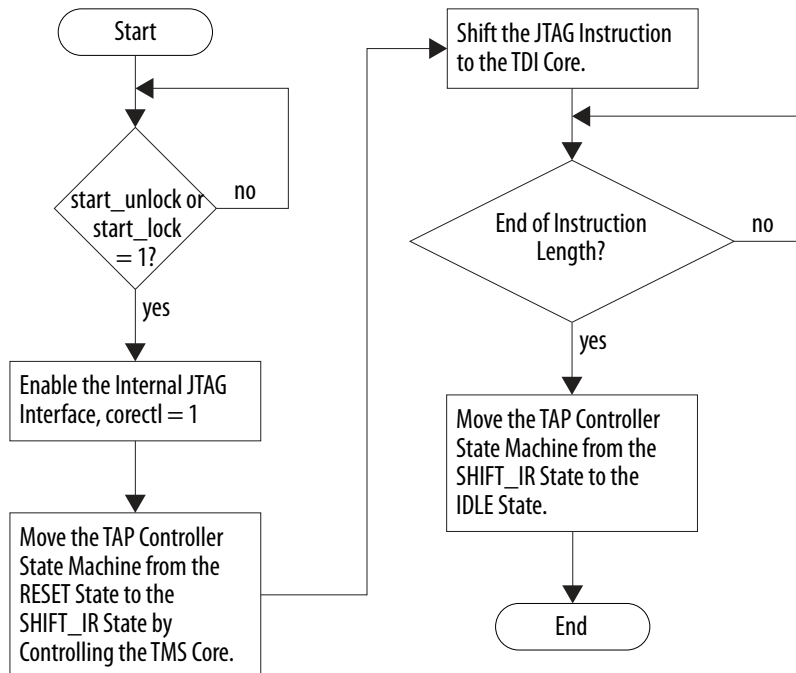 Start
start_unlock or
start_lock
= 1?
no
yes
Enable the Internal JTAG
Interface, corectl = 1
Move the TAP Controller
State Machine from the
RESET State to the
SHIFT_IR State by
Controlling the TMS Core.
Shift the JTAG Instruction
to the TDI Core.
End of Instruction
Length?
no
yes
Move the TAP Controller
State Machine from the
SHIFT_IR State to the
IDLE State.
End